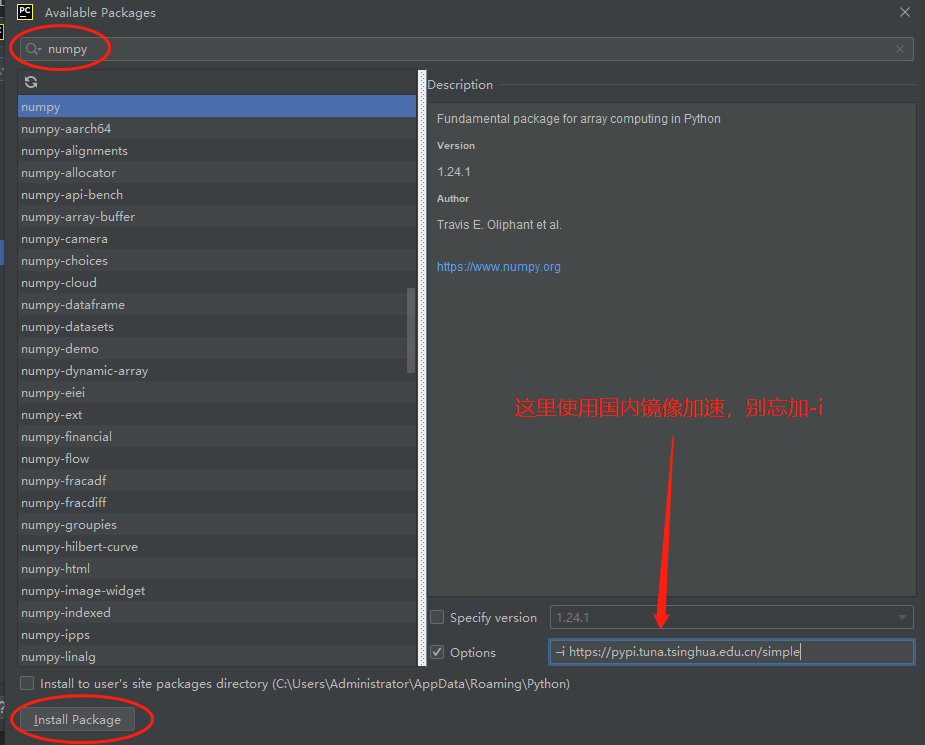 Available Packages
numpy
numpy
numpy-aarch64
numpy-alignments
numpy-allocator
numpy-api-bench
numpy-array-buffer
numpy-camera
numpy-choices
numpy-cloud
numpy-dataframe
numpy-datasets
numpy-demo
numpy-dynamic-array
numpy-eiei
numpy-ext
numpy-financial
numpy-flow
numpy-fracadf
numpy-fracdiff
numpy-groupies
numpy-hilbert-curve
numpy-html
numpy-image-widget
numpy-indexed
numpy-ipps
numpy-linalg
Description
Fundamental package for array computing in Python
Version
1.24.1
Author
Travis E. Oliphant et al.
https://www.numpy.org
这里使用国内镜像加速，别忘加-i
Specify version 1.24.1
Options -i https://pypi.tuna.tsinghua.edu.cn/simple
Install to user's site packages directory (C:\Users\Administrator\AppData\Roaming\Python)
Install Package